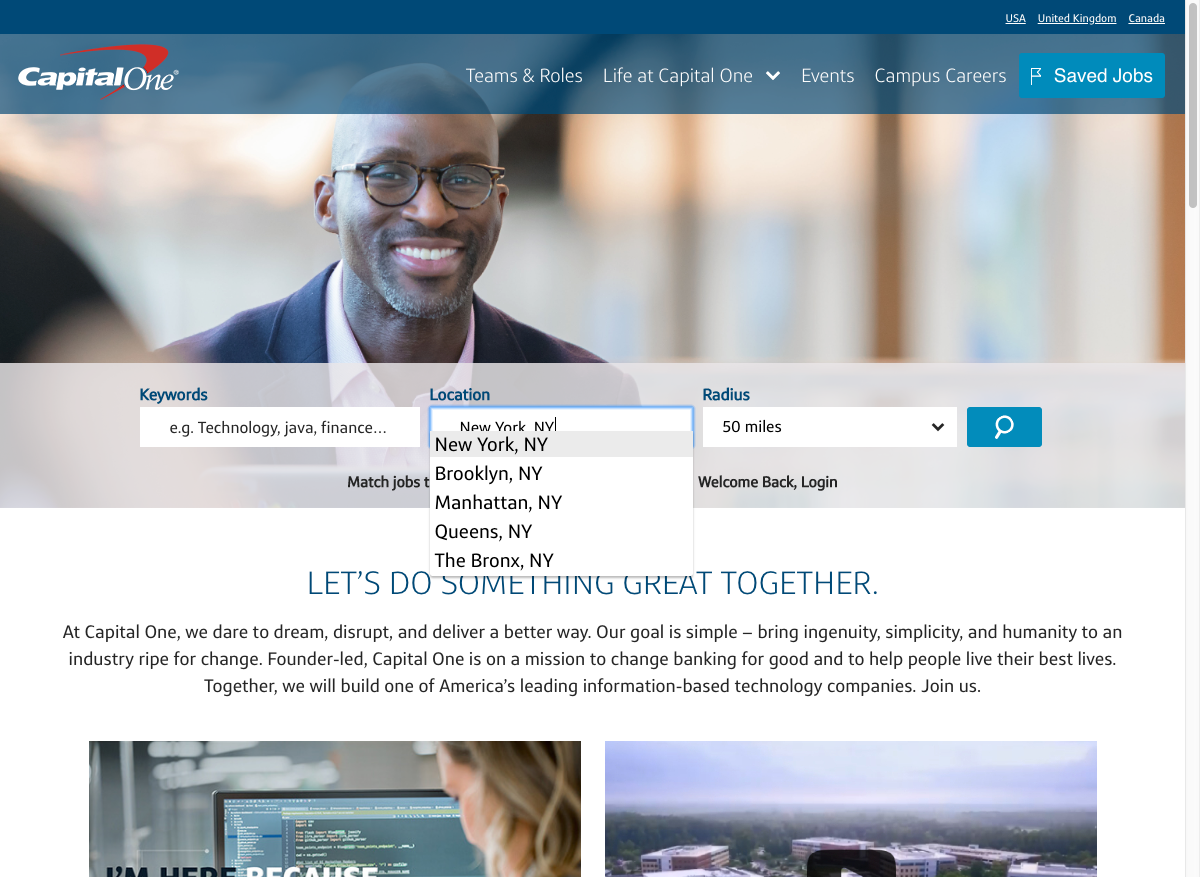 USA United Kingdom Canada
CapitalOne®
Teams & Roles Life at Capital One Events Campus Careers Saved Jobs
Keywords Location Radius
e.g. Technology, java, finance... New York, NY 50 miles
New York, NY
Brooklyn, NY
Match jobs t Welcome Back, Login
Manhattan, NY
Queens, NY
The Bronx, NY
LET'S DO SOMETHING GREAT TOGETHER.
At Capital One, we dare to dream, disrupt, and deliver a better way. Our goal is simple – bring ingenuity, simplicity, and humanity to an
industry ripe for change. Founder-led, Capital One is on a mission to change banking for good and to help people live their best lives.
Together, we will build one of America's leading information-based technology companies. Join us.
I'M HERE BECAUSE